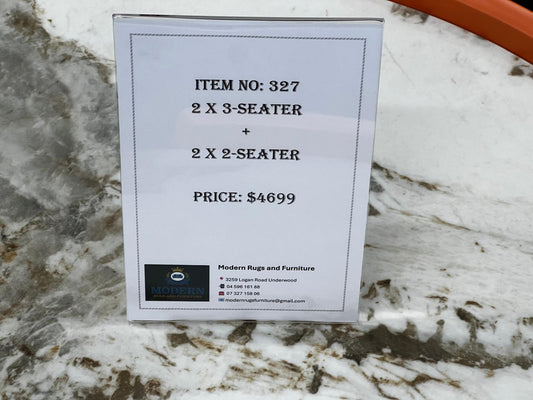 ITEM NO: 327
2 X 3-SEATER
+
2 X 2-SEATER
PRICE: $4699
Modern Rugs and Furniture
3259 Logan Road Underwood
04 596 161 88
07 327 158 06
modernrugsfurniture@gmail.com
MODERN